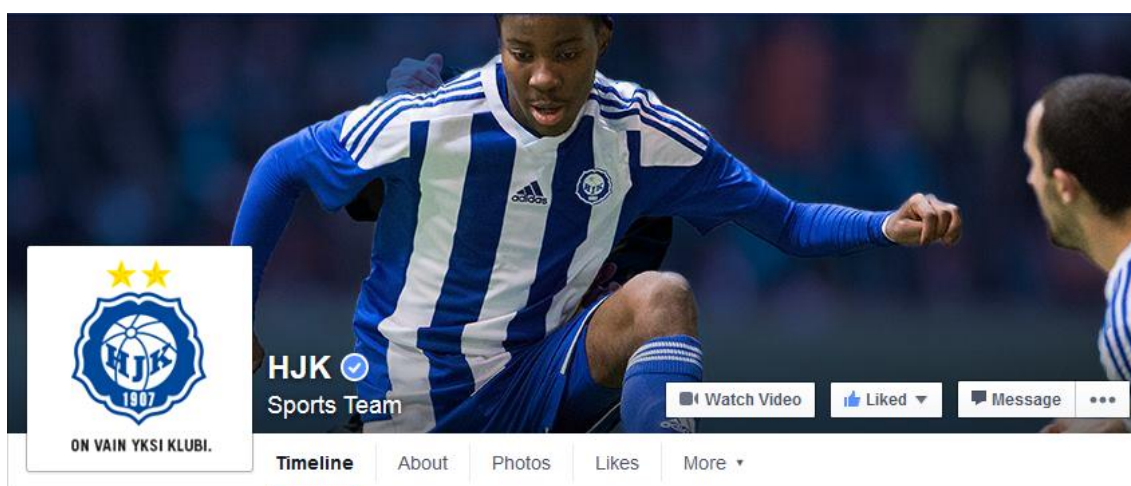 adidas
HJK
HJK
1907
ON VAIN YKSI KLUBI.
HJK
Sports Team
Watch Video
Liked
Message
Timeline
About
Photos
Likes
More